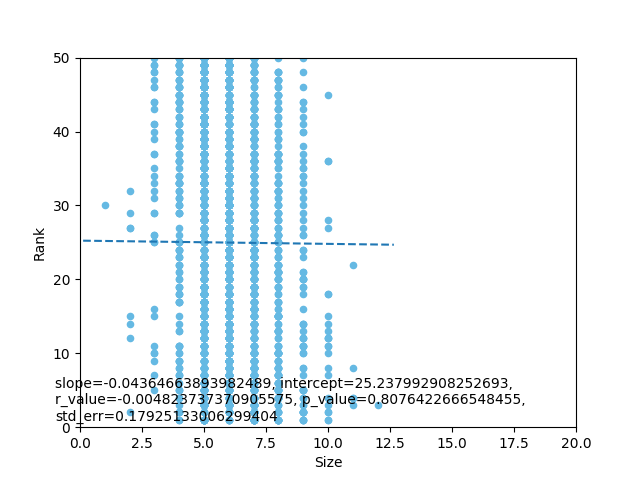 50
40
30
20
10
0
Rank
slope=-0.04364663893982489, intercept=25.237992908252693,
r_value=-0.004823737370905575, p_value=0.8076422666548455,
std_err=0.17925133006299404
0.0 2.5 5.0 7.5 10.0 12.5 15.0 17.5 20.0
Size